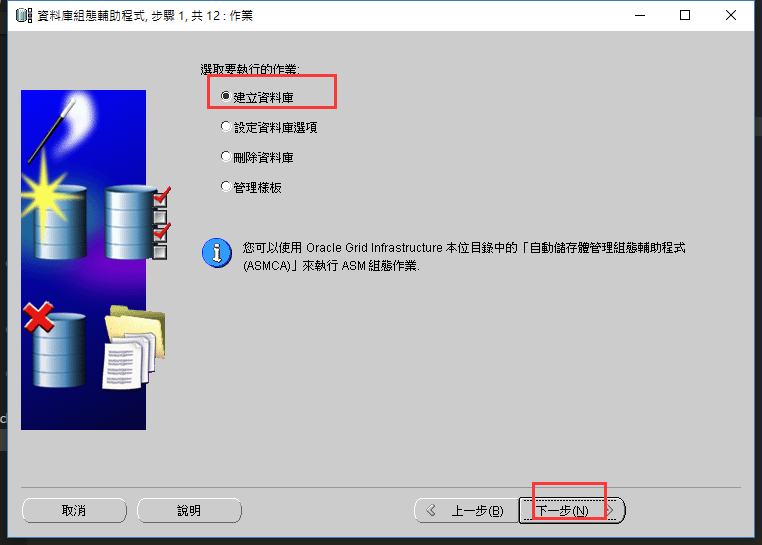 資料庫組態輔助程式, 步驟 1, 共 12 : 作業
選取要執行的作業:
建立資料庫
設定資料庫選項
刪除資料庫
管理樣板
您可以使用 Oracle Grid Infrastructure 本位目錄中的「自動儲存體管理組態輔助程式
(ASMCA)」來執行 ASM 組態作業.
取消
說明
上一步(B)
下一步(N)